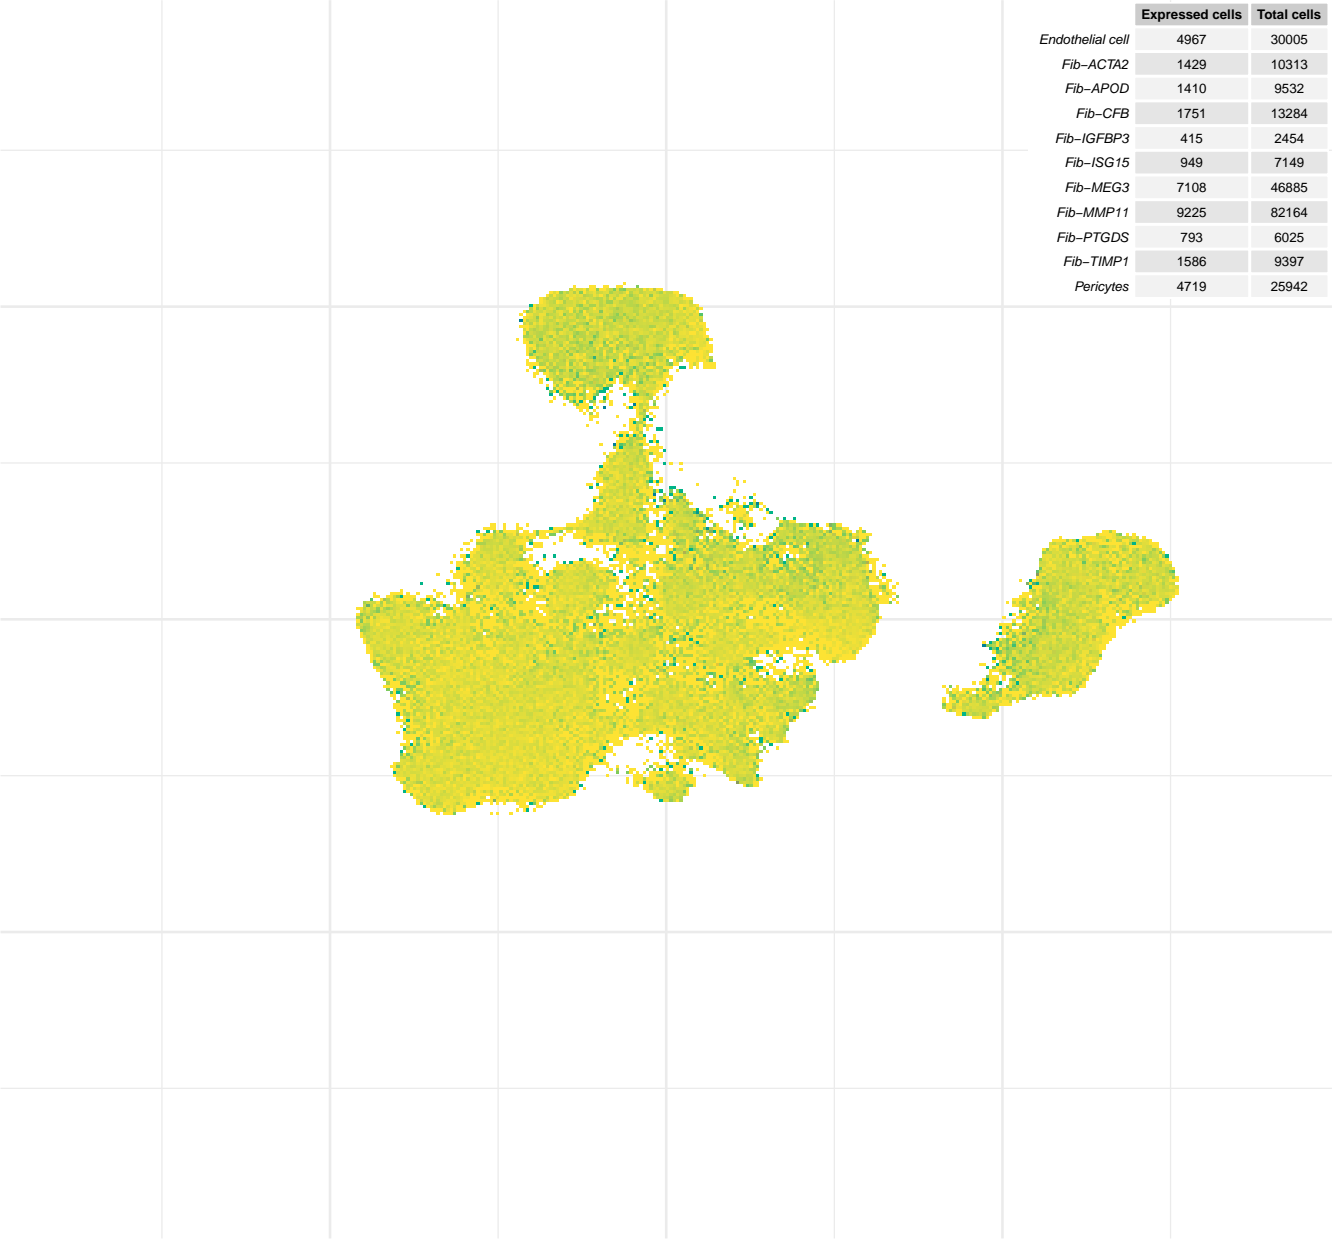 Expressed cells Total cells
Endothelial cell 4967 30005
Fib−ACTA2 1429 10313
Fib−APOD 1410 9532
Fib−CFB 1751 13284
Fib−IGFBP3 415 2454
Fib−ISG15 949 7149
Fib−MEG3 7108 46885
Fib−MMP11 9225 82164
Fib−PTGDS 793 6025
Fib−TIMP1 1586 9397
Pericytes 4719 25942